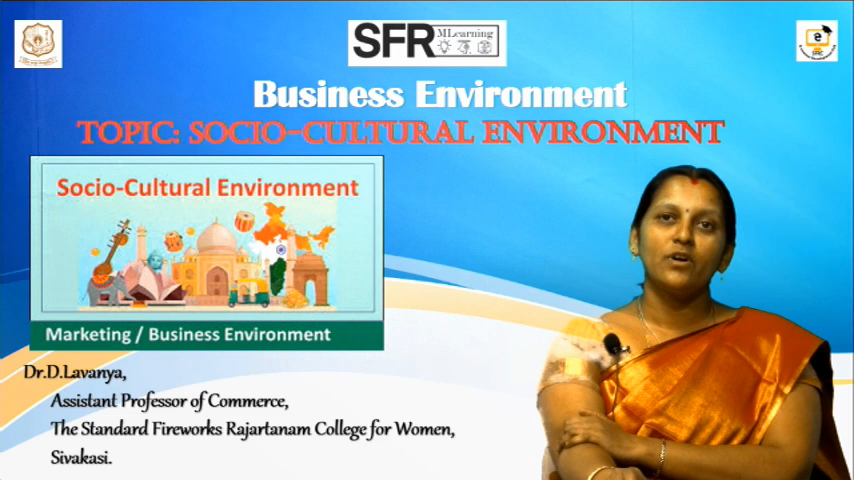 SFR MLearning
Business Environment
TOPIC: SOCIO-CULTURAL ENVIRONMENT
Socio-Cultural Environment
Marketing / Business Environment
Dr.D.Lavanya,
Assistant Professor of Commerce,
The Standard Fireworks Rajartanam College for Women,
Sivakasi.